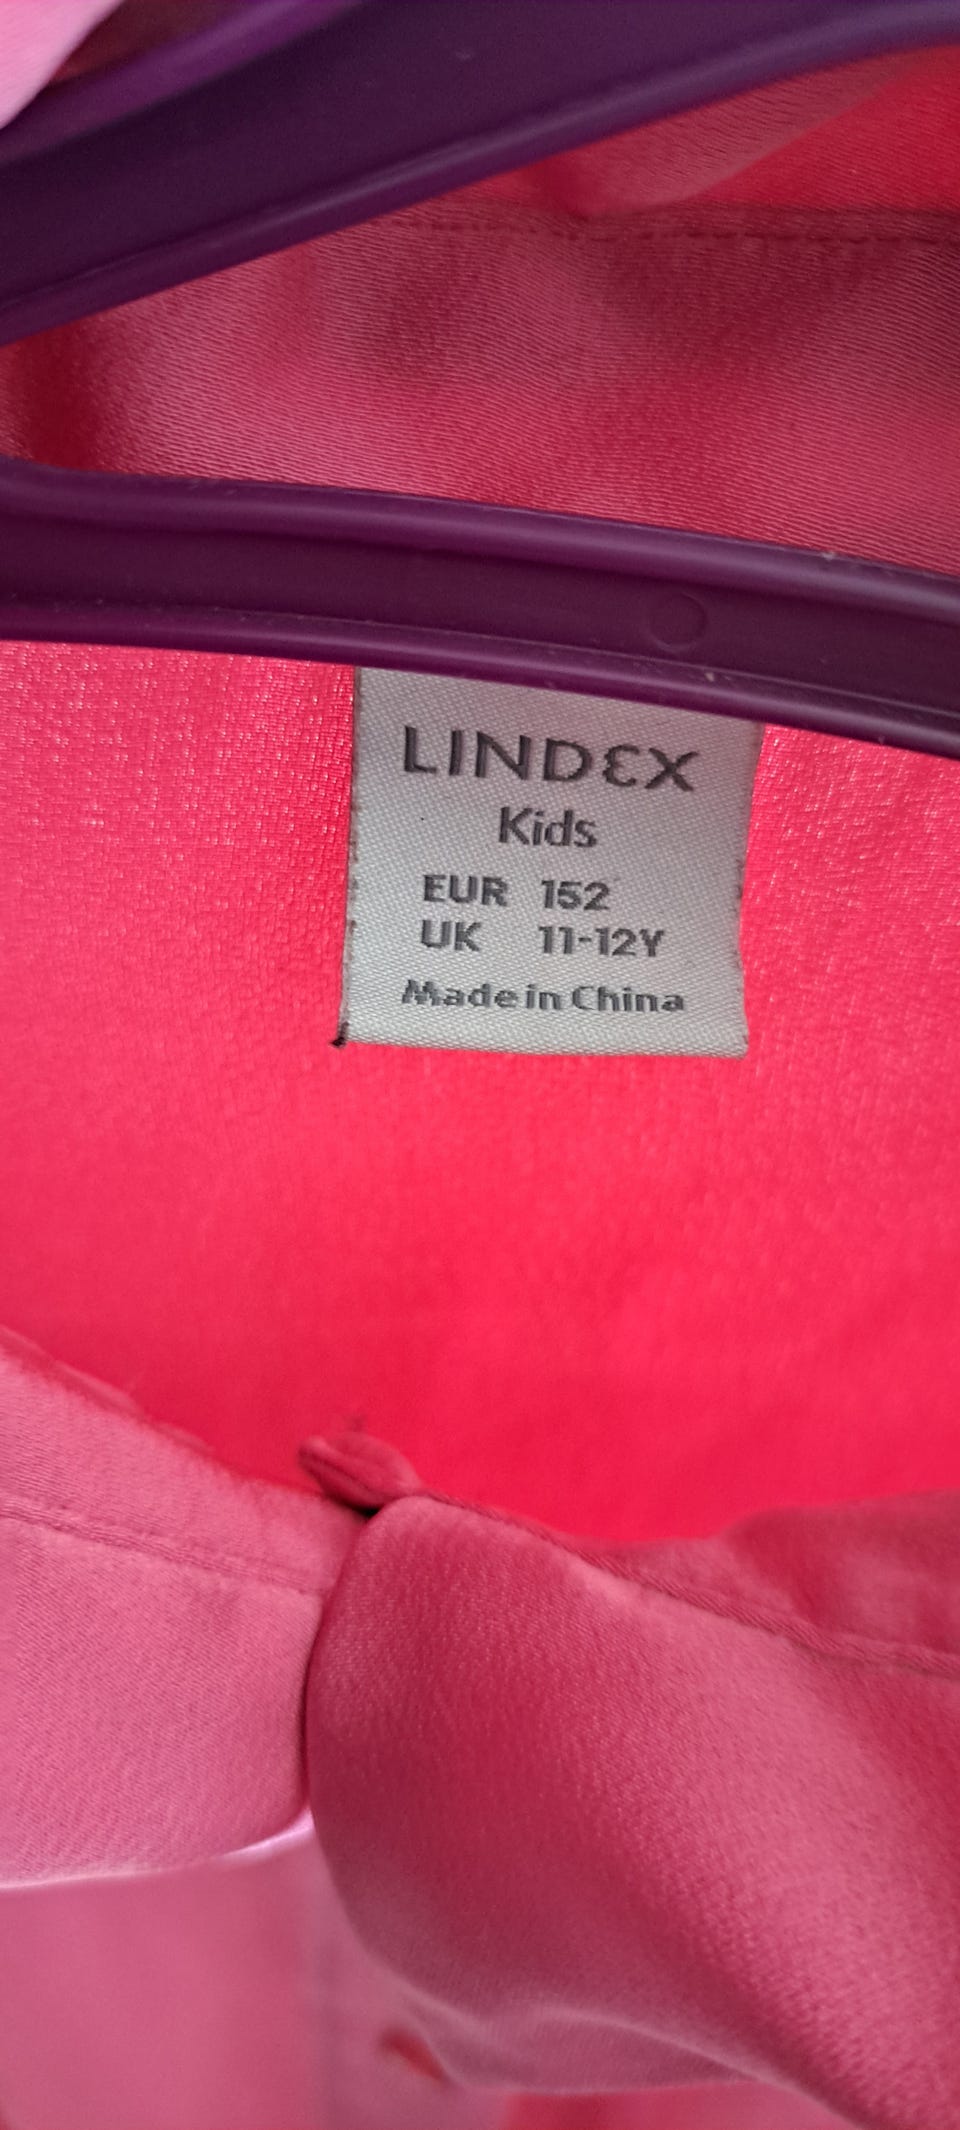 LINDEX
Kids
EUR 152
UK 11-12Y
Made in China